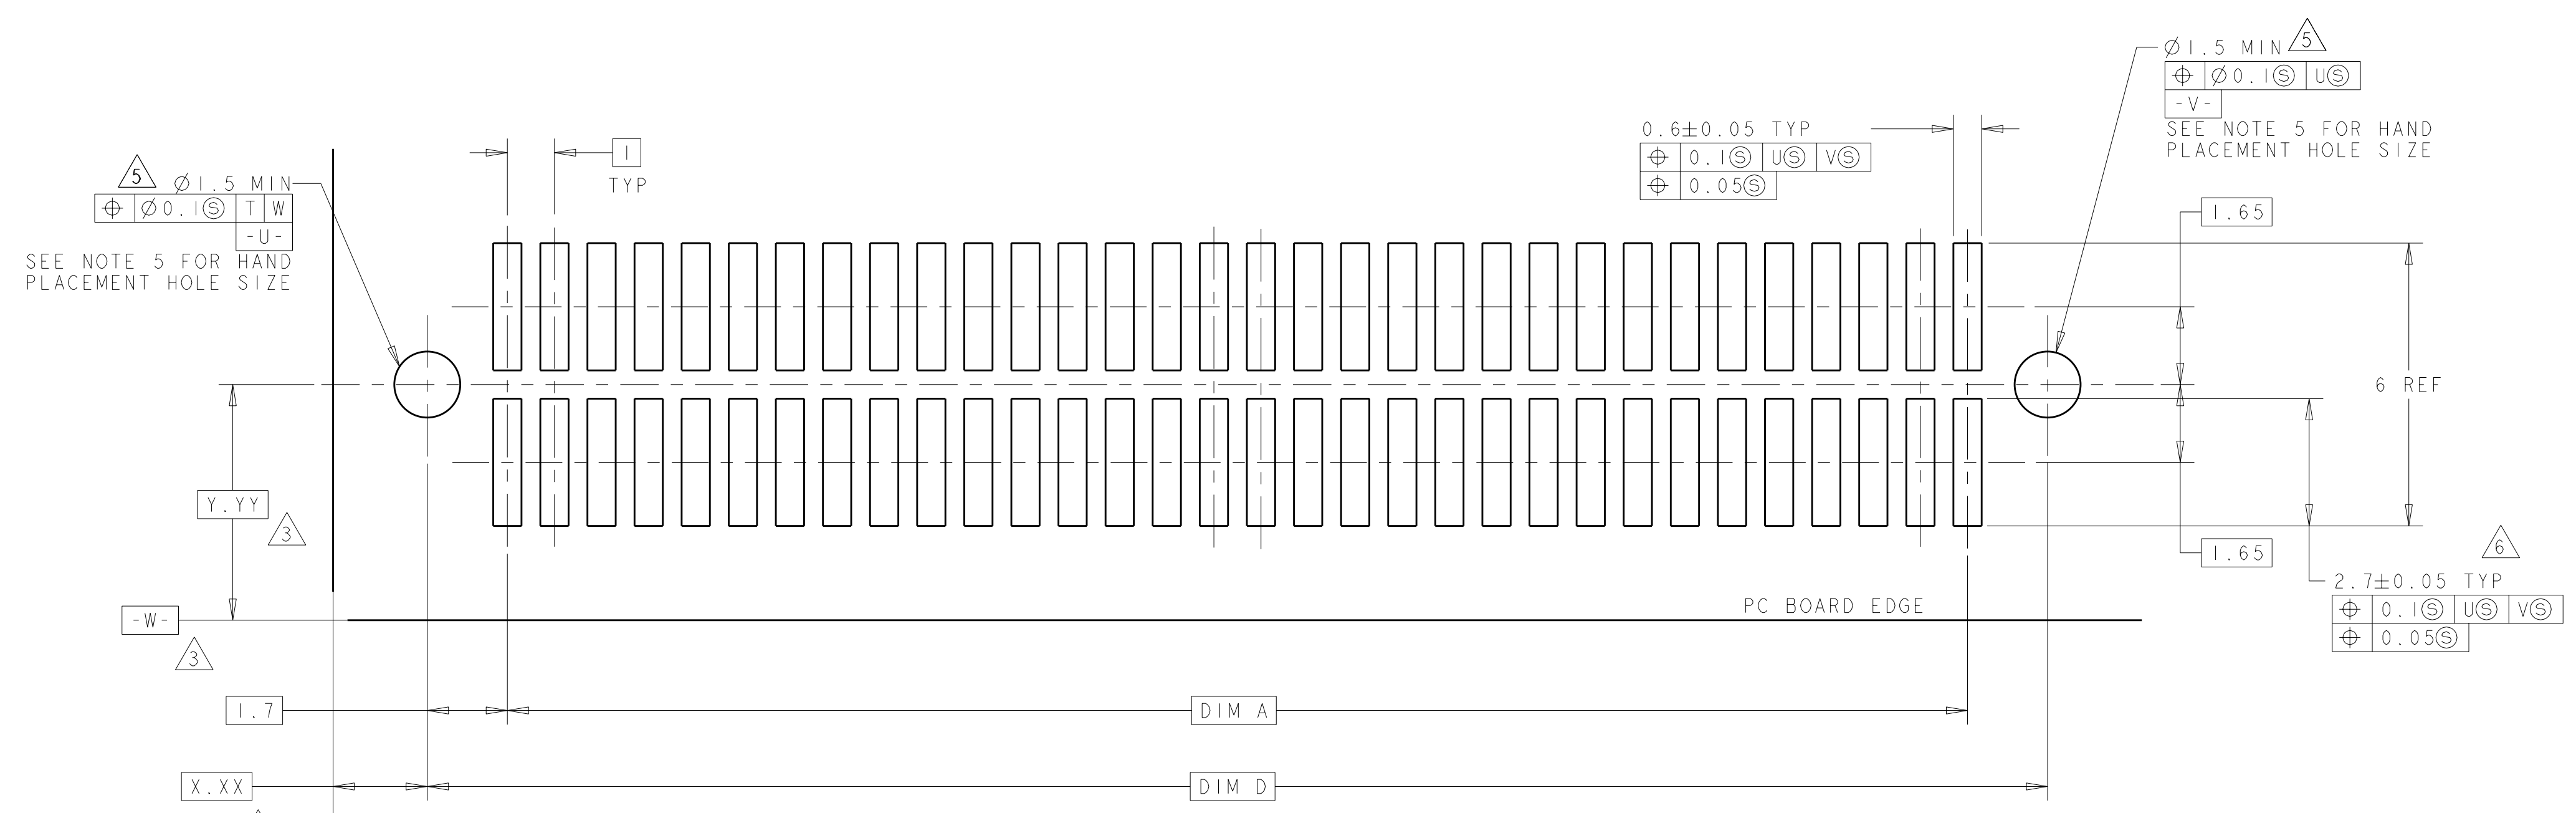 5
Ø1.5 MIN
⌖ Ø0.1Ⓢ T W
-U-
SEE NOTE 5 FOR HAND
PLACEMENT HOLE SIZE
1
TYP
0.6±0.05 TYP
⌖ 0.1Ⓢ UⓈ VⓈ
⌖ 0.05Ⓢ
Ø1.5 MIN
5
⌖ Ø0.1Ⓢ UⓈ
-V-
SEE NOTE 5 FOR HAND
PLACEMENT HOLE SIZE
1.65
6 REF
Y.YY
3
1.65
6
2.7±0.05 TYP
⌖ 0.1Ⓢ UⓈ VⓈ
⌖ 0.05Ⓢ
PC BOARD EDGE
-W-
3
1.7
DIM A
X.XX
DIM D